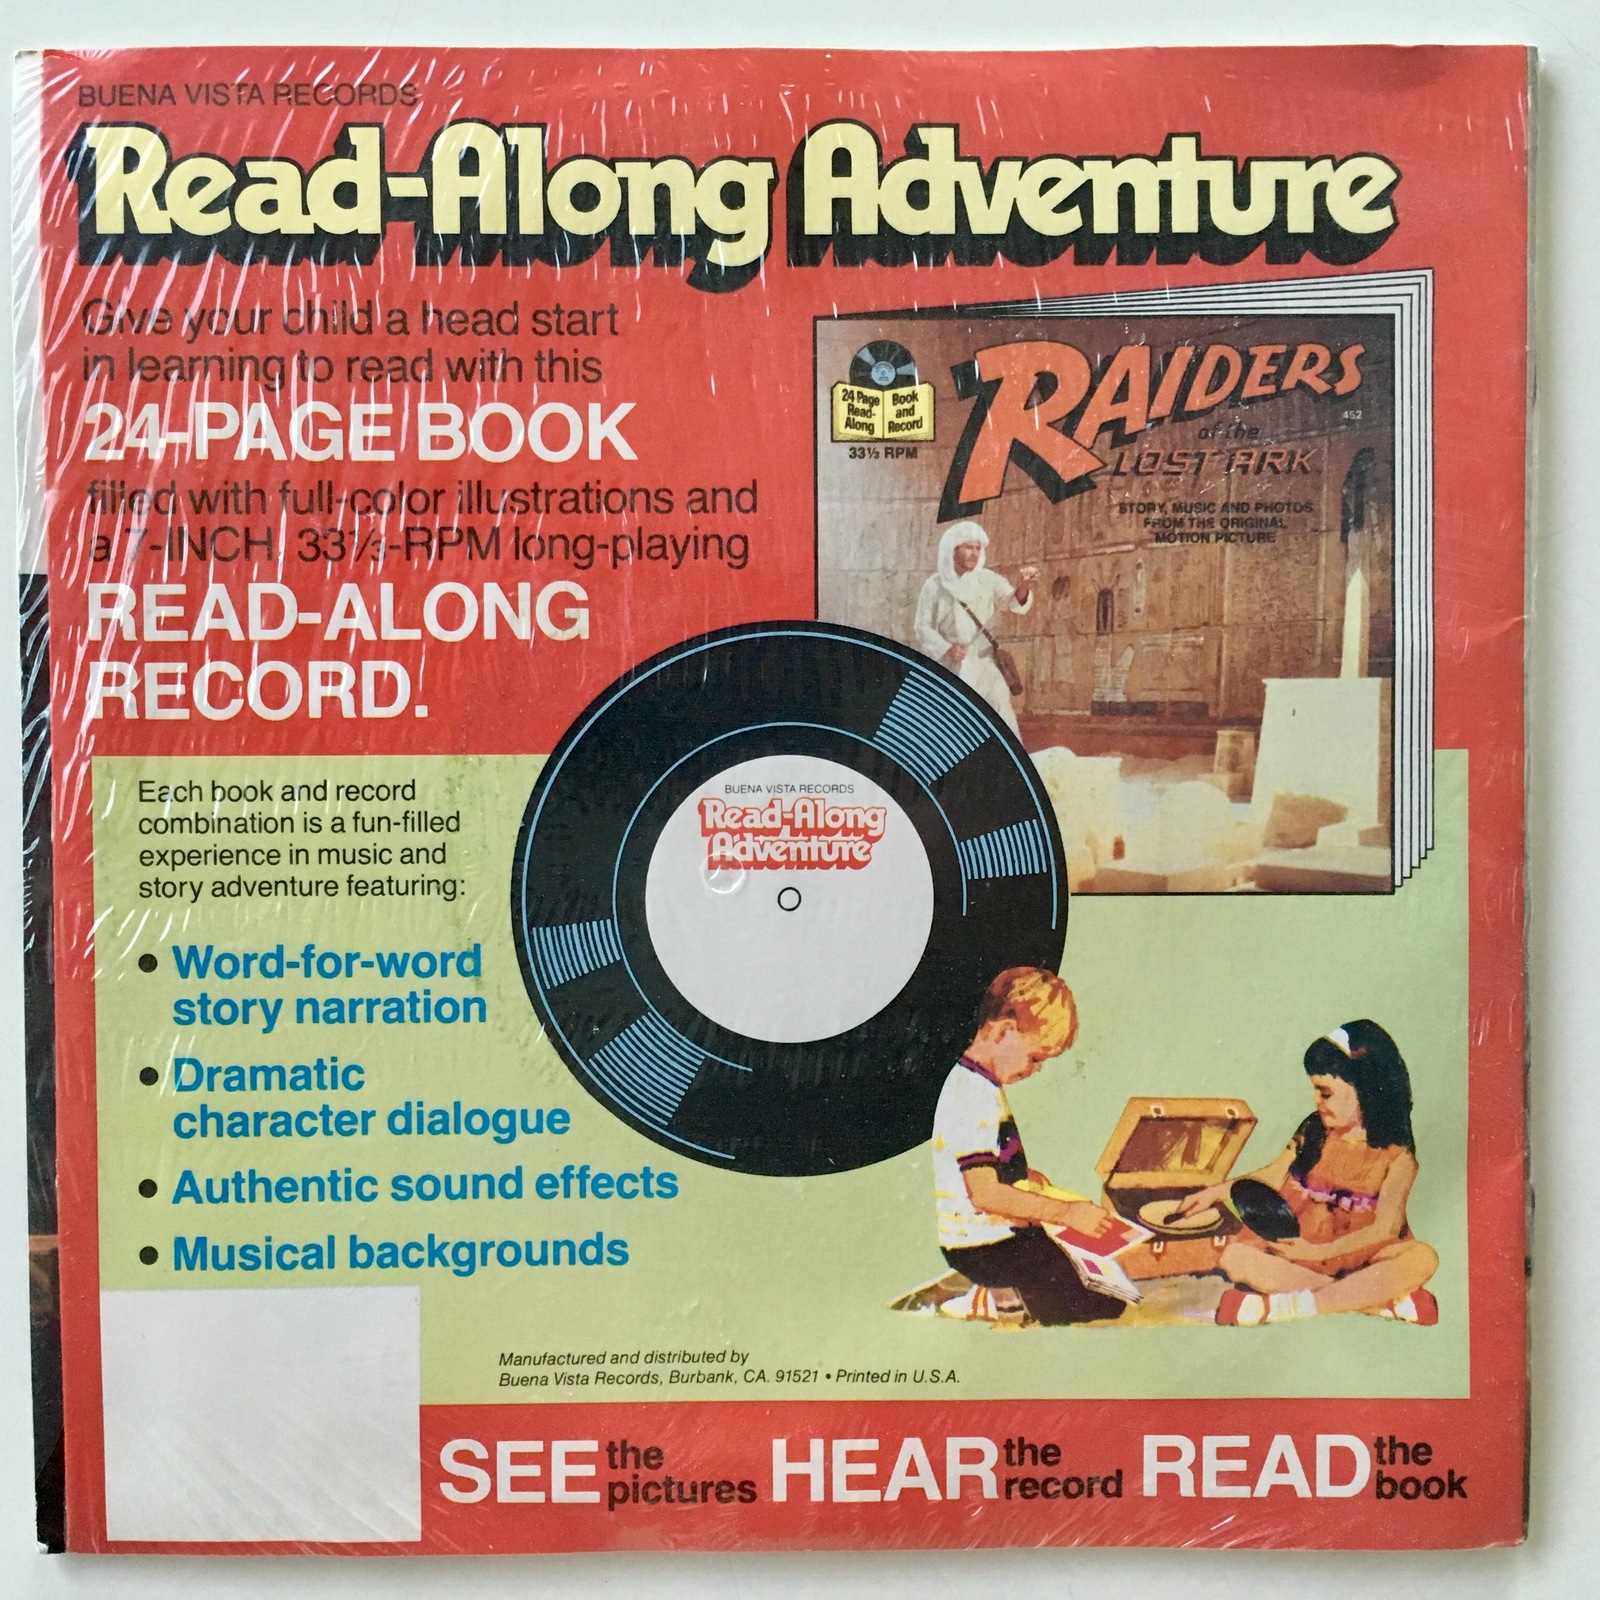 BUENA VISTA RECORDS
Read-Along Adventure
Give your child a head start
in learning to read with this
24-PAGE BOOK
filled with full-color illustrations and
a 7-INCH, 33⅓-RPM long-playing
READ-ALONG
RECORD.
24 Page
Read-
Along
Book
and
Record
33⅓ RPM
RAIDERS
of the
LOST ARK
452
STORY, MUSIC AND PHOTOS
FROM THE ORIGINAL
MOTION PICTURE
BUENA VISTA RECORDS
Read-Along
Adventure
Each book and record
combination is a fun-filled
experience in music and
story adventure featuring:
• Word-for-word
story narration
• Dramatic
character dialogue
• Authentic sound effects
• Musical backgrounds
Manufactured and distributed by
Buena Vista Records, Burbank, CA. 91521 • Printed in U.S.A.
SEE the pictures HEAR the record READ the book